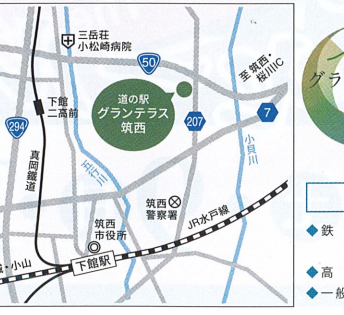 三岳荘
小松崎病院
50
至 筑西・
桜川IC
道の駅
グランテラス
筑西
グラ
下館
二高前
294
207
7
真岡鐵道
五行川
小貝川
筑西
警察署
筑西
市役所
JR水戸線
・小山
下館駅
◆鉄
◆高
◆一般